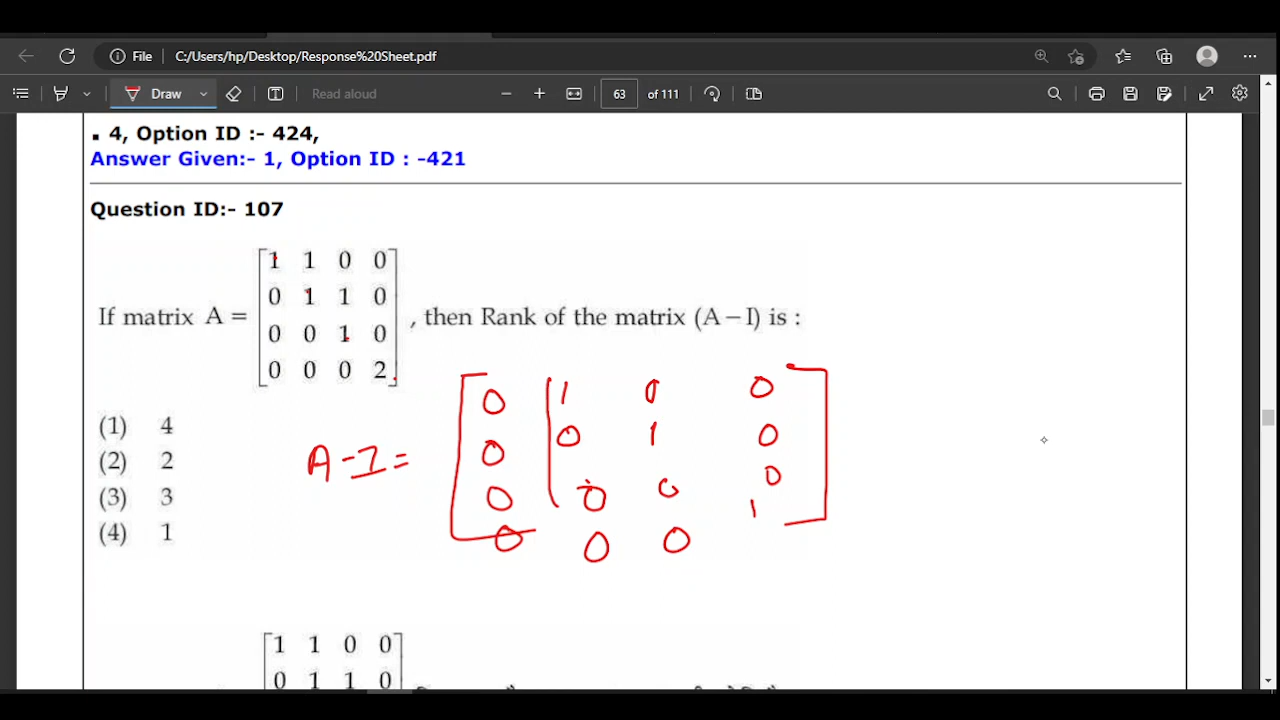 File C:/Users/hp/Desktop/Response%20Sheet.pdf
Draw Read aloud 63 of 111
. 4, Option ID :- 424,
Answer Given:- 1, Option ID : -421
Question ID:- 107
If matrix A = [1 1 0 0
0 1 1 0
0 0 1 0
0 0 0 2] , then Rank of the matrix (A – I) is :
(1) 4
(2) 2
(3) 3
(4) 1
A - I = [0 1 0 0
0 0 1 0
0 0 0 0
0 0 0 1]
1 1 0 0
0 1 1 0